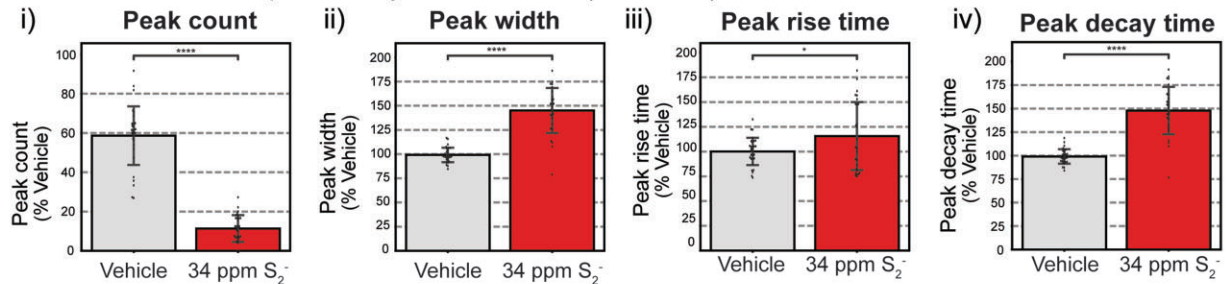 i) Peak count
Peak count
(% Vehicle)
100
80
60
40
20
0
****
Vehicle
34 ppm S₂⁻
ii) Peak width
Peak width
(% Vehicle)
200
175
150
125
100
75
50
25
0
****
Vehicle
34 ppm S₂⁻
iii) Peak rise time
Peak rise time
(% Vehicle)
200
175
150
125
100
75
50
25
0
*
Vehicle
34 ppm S₂⁻
iv) Peak decay time
Peak decay time
(% Vehicle)
200
175
150
125
100
75
50
25
0
****
Vehicle
34 ppm S₂⁻